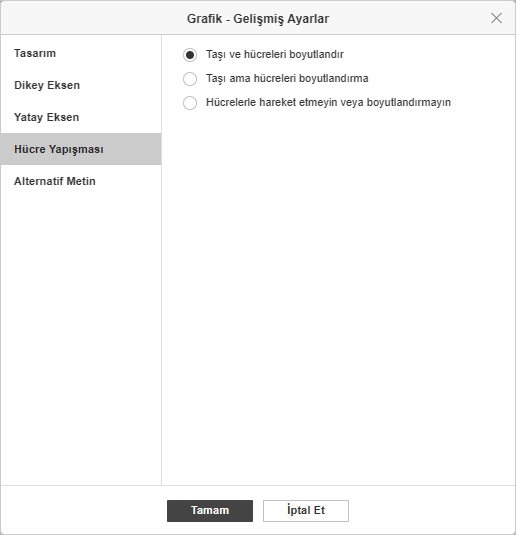 Grafik - Gelişmiş Ayarlar
Tasarım
Dikey Eksen
Yatay Eksen
Hücre Yapışması
Alternatif Metin
Taşı ve hücreleri boyutlandır
Taşı ama hücreleri boyutlandırma
Hücrelerle hareket etmeyin veya boyutlandırmayın
Tamam
İptal Et